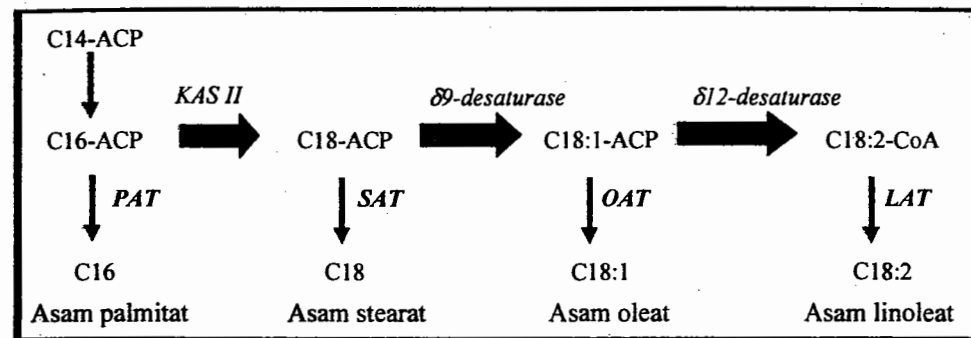 C14-ACP
KAS II δ9-desaturase δ12-desaturase
C16-ACP C18-ACP C18:1-ACP C18:2-CoA
PAT SAT OAT LAT
C16 C18 C18:1 C18:2
Asam palmitat Asam stearat Asam oleat Asam linoleat